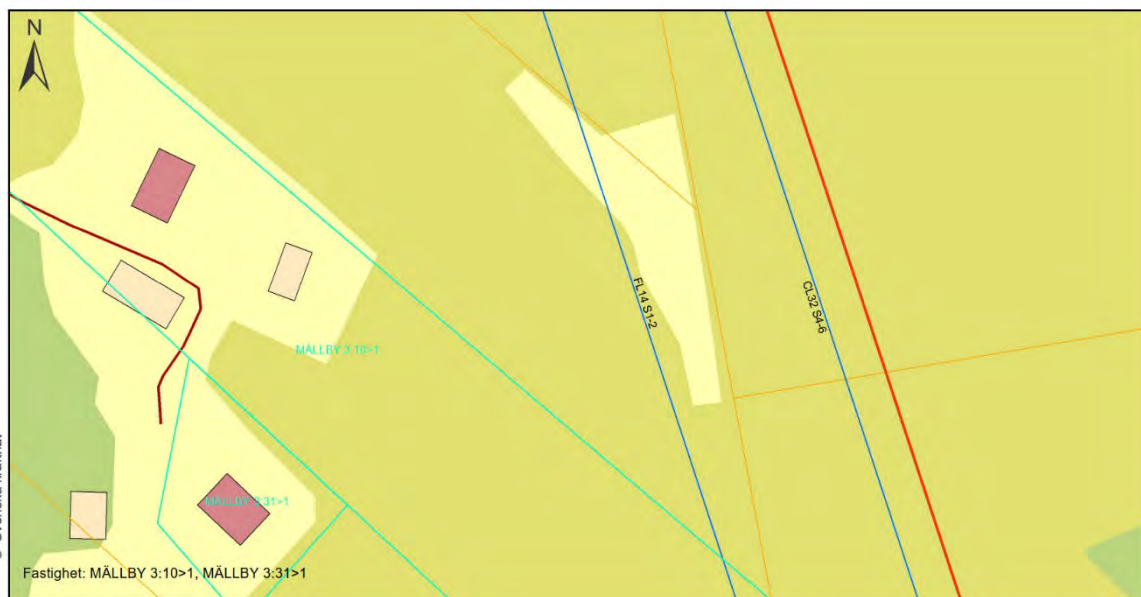 N
FL14 S1-2
CL32 S4-6
MÄLLBY 3:10>1
MÄLLBY 3:31>1
Fastighet: MÄLLBY 3:10>1, MÄLLBY 3:31>1